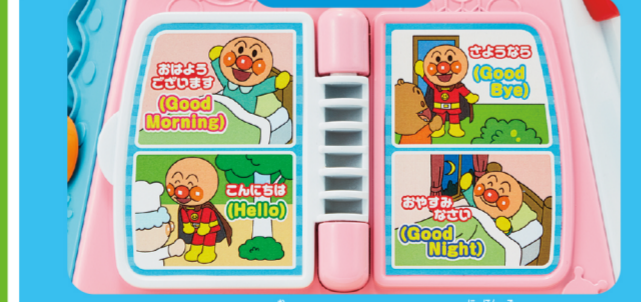 おはよう
ございます
(Good
Morning)
こんにちは
(Hello)
さようなら
(Good
Bye)
おやすみ
なさい
(Good
Night)